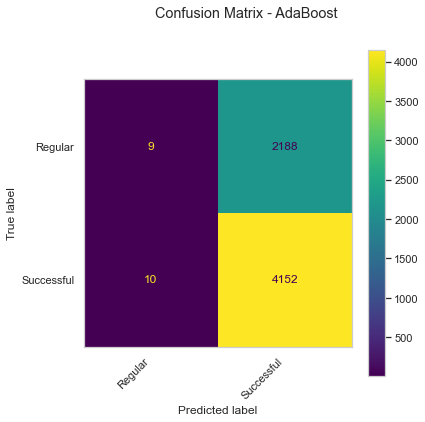 Confusion Matrix - AdaBoost
4000
3500
3000
2500
2000
1500
1000
500
True label
Regular
9
2188
Successful
10
4152
Regular
Successful
Predicted label